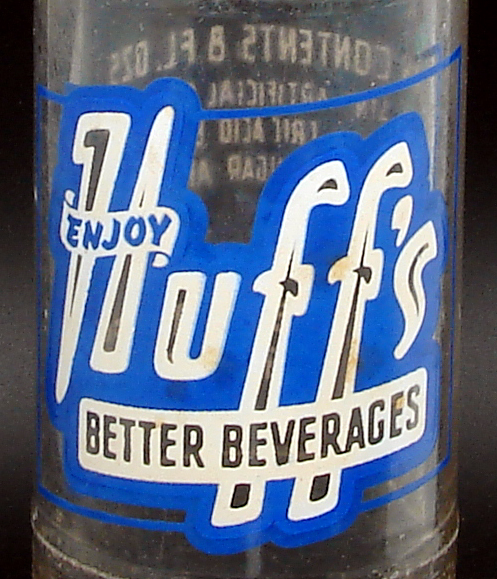 CONTENTS 8 FL. OZS
ARTIFICIAL
ENJOY
Huff's
BETTER BEVERAGES